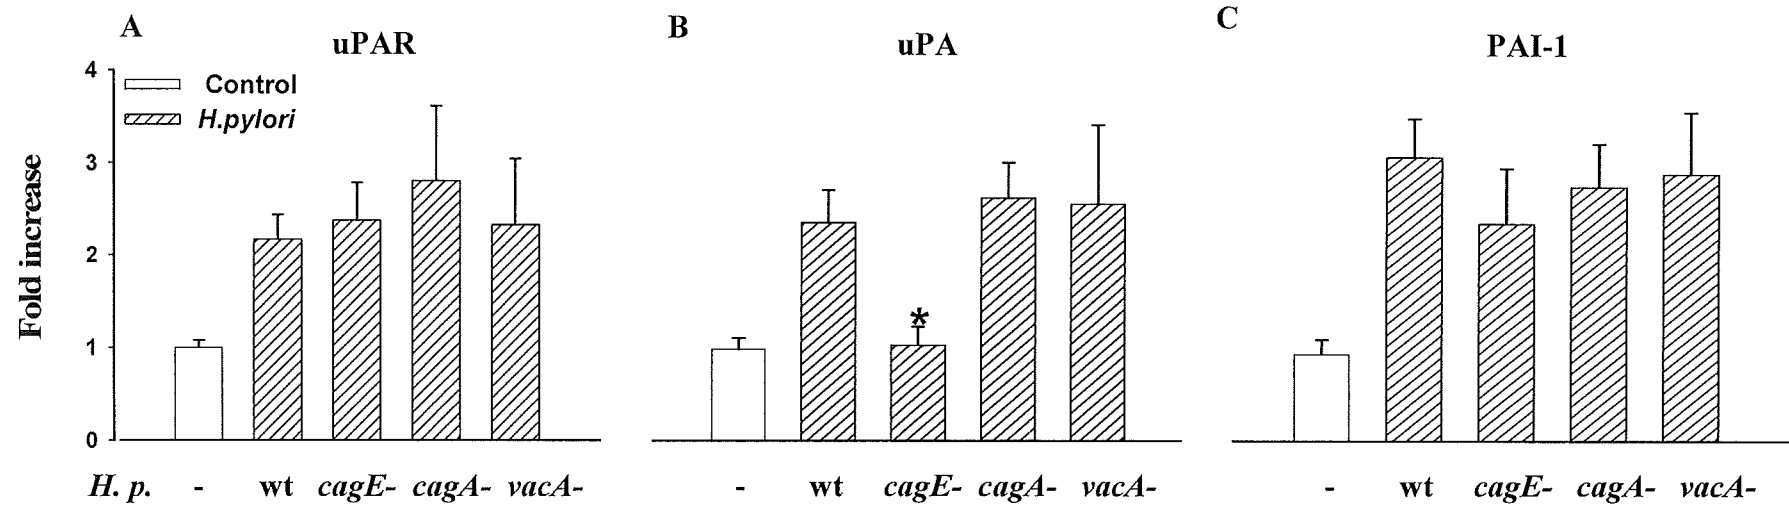 A
uPAR
B
uPA
C
PAI-1
Control
H.pylori
Fold increase
4
3
2
1
0
*
H. p. - wt cagE- cagA- vacA-
- wt cagE- cagA- vacA-
- wt cagE- cagA- vacA-